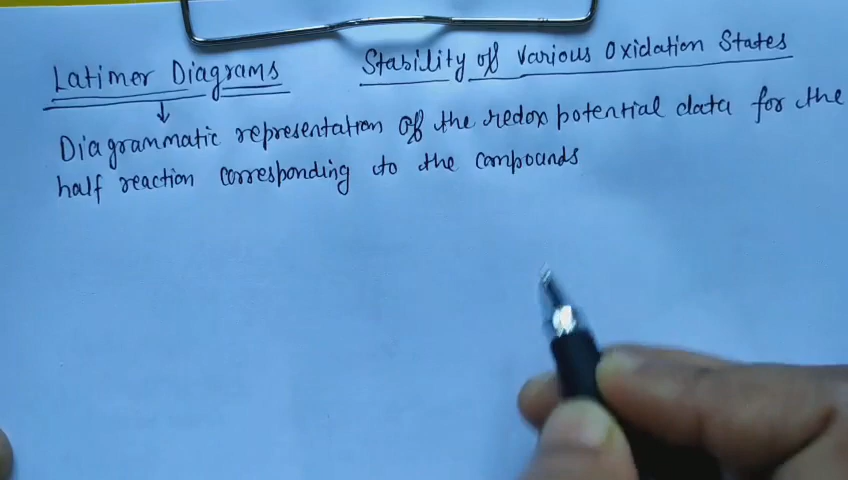 Latimer Diagrams Stability of Various Oxidation States
↓
Diagrammatic representation of the redox potential data for the
half reaction corresponding to the compounds